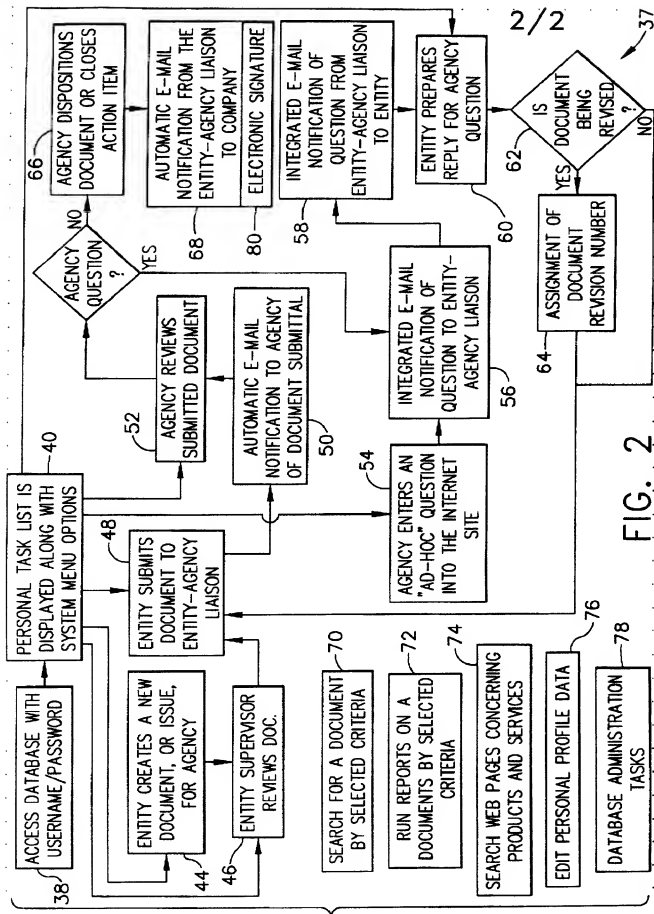 2/2
37
38
ACCESS DATABASE WITH
USERNAME/PASSWORD
40
PERSONAL TASK LIST IS
DISPLAYED ALONG WITH
SYSTEM MENU OPTIONS
44
ENTITY CREATES A NEW
DOCUMENT, OR ISSUE,
FOR AGENCY
46
ENTITY SUPERVISOR
REVIEWS DOC.
48
ENTITY SUBMITS
DOCUMENT TO
ENTITY-AGENCY
LIAISON
50
AUTOMATIC E-MAIL
NOTIFICATION TO AGENCY
OF DOCUMENT SUBMITTAL
52
AGENCY REVIEWS
SUBMITTED DOCUMENT
AGENCY
QUESTION
?
NO
YES
66
AGENCY DISPOSITIONS
DOCUMENT OR CLOSES
ACTION ITEM
68
AUTOMATIC E-MAIL
NOTIFICATION FROM THE
ENTITY-AGENCY LIAISON
TO COMPANY
80
ELECTRONIC SIGNATURE
54
AGENCY ENTERS AN
"AD-HOC" QUESTION
INTO THE INTERNET
SITE
56
INTEGRATED E-MAIL
NOTIFICATION OF
QUESTION TO ENTITY-
AGENCY LIAISON
58
INTEGRATED E-MAIL
NOTIFICATION OF
QUESTION FROM
ENTITY-AGENCY LIAISON
TO ENTITY
60
ENTITY PREPARES
REPLY FOR AGENCY
QUESTION
62
IS
DOCUMENT
BEING
REVISED
?
YES
NO
64
ASSIGNMENT OF
DOCUMENT
REVISION NUMBER
70
SEARCH FOR A DOCUMENT
BY SELECTED CRITERIA
72
RUN REPORTS ON A
DOCUMENTS BY SELECTED
CRITERIA
74
SEARCH WEB PAGES CONCERNING
PRODUCTS AND SERVICES
76
EDIT PERSONAL PROFILE DATA
78
DATABASE ADMINISTRATION
TASKS
FIG. 2